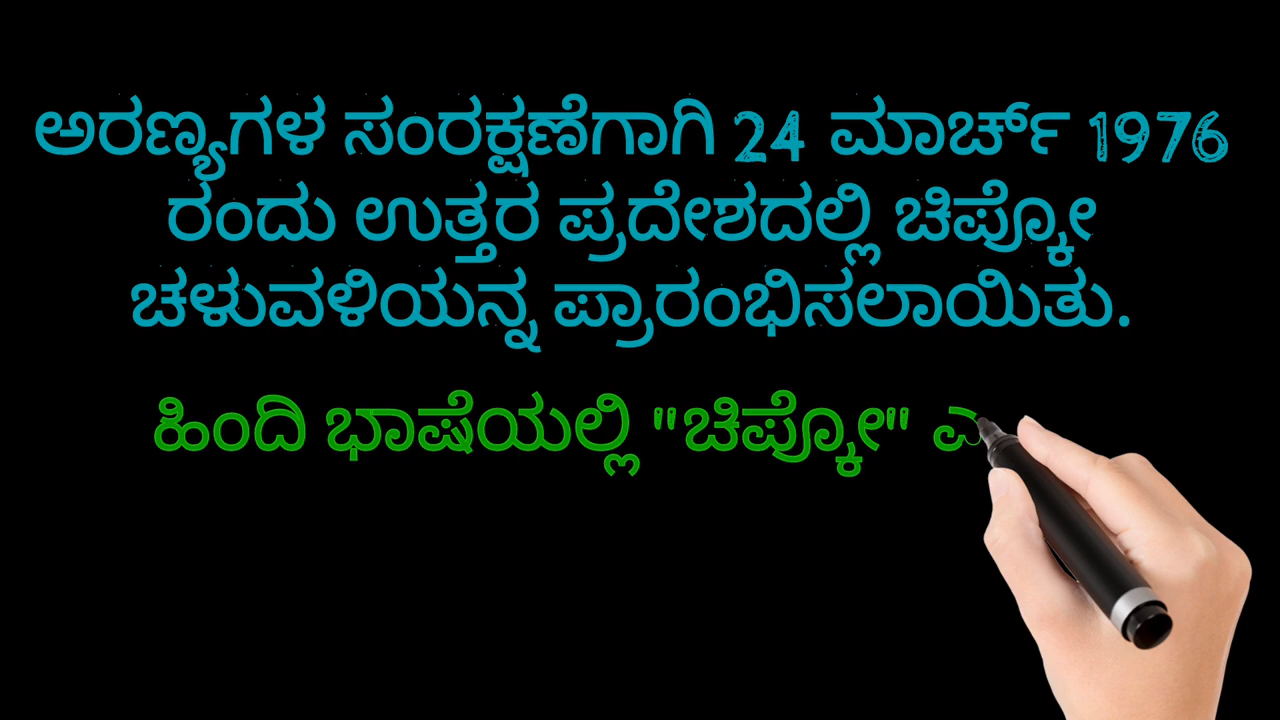 ಅರಣ್ಯಗಳ ಸಂರಕ್ಷಣೆಗಾಗಿ 24 ಮಾರ್ಚ್ 1976
ರಂದು ಉತ್ತರ ಪ್ರದೇಶದಲ್ಲಿ ಚಿಪ್ಕೋ
ಚಳುವಳಿಯನ್ನ ಪ್ರಾರಂಭಿಸಲಾಯಿತು.
ಹಿಂದಿ ಭಾಷೆಯಲ್ಲಿ "ಚಿಪ್ಕೋ"